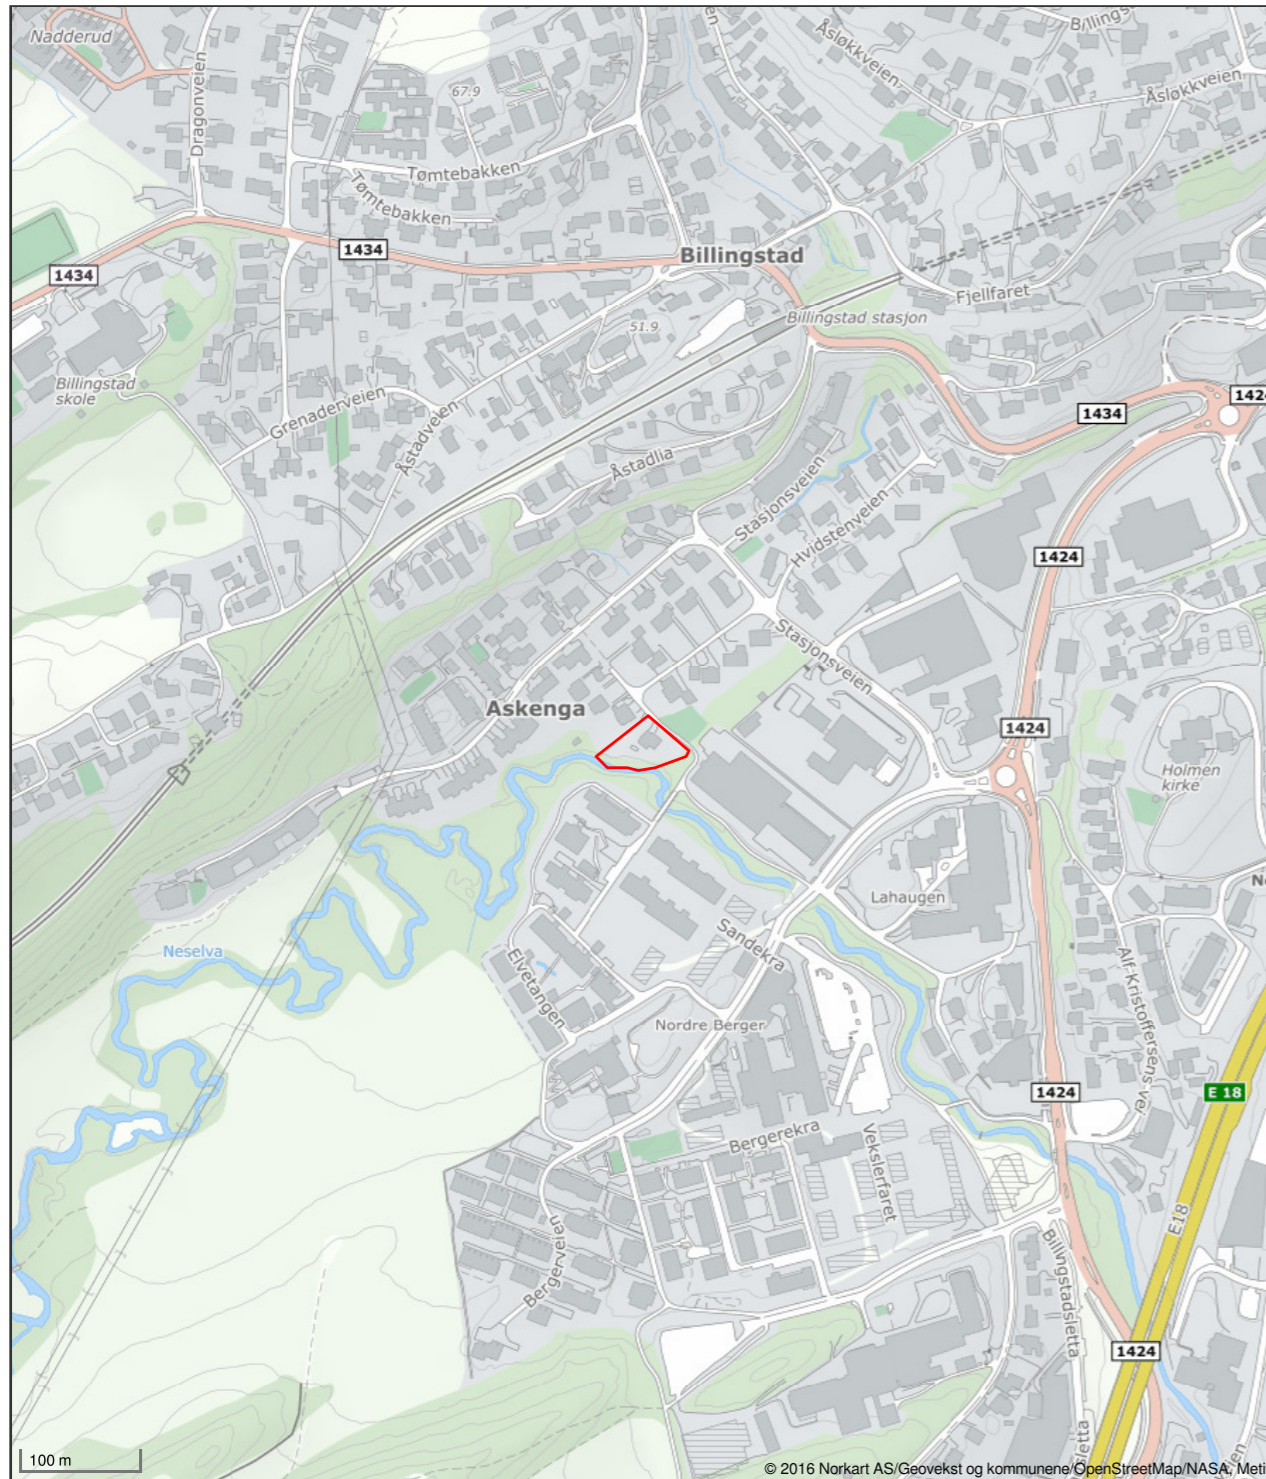 Nadderud
Dragonveien
67.9
Åsløkkveien
Åsløkkveien
Tømtebakken
Tømtebakken
1434
1434
Billingstad
Fjellfaret
Billingstad stasjon
51.9
Billingstad
skole
Grenaderveien
Åstadveien
Åstadlia
1434
1424
Stasjonsveien
Hvidstenveien
1424
Stasjonsveien
Askenga
1424
Holmen
kirke
Lahaugen
Sandekra
Neselva
Elvetangen
Nordre Berger
Alf Kristoffersens vei
1424
E 18
Bergerekra
Vekslerfaret
Bergerveien
E18
Billingstadsletta
1424
sletta
100 m
© 2016 Norkart AS/Geovekst og kommunene/OpenStreetMap/NASA, Meti